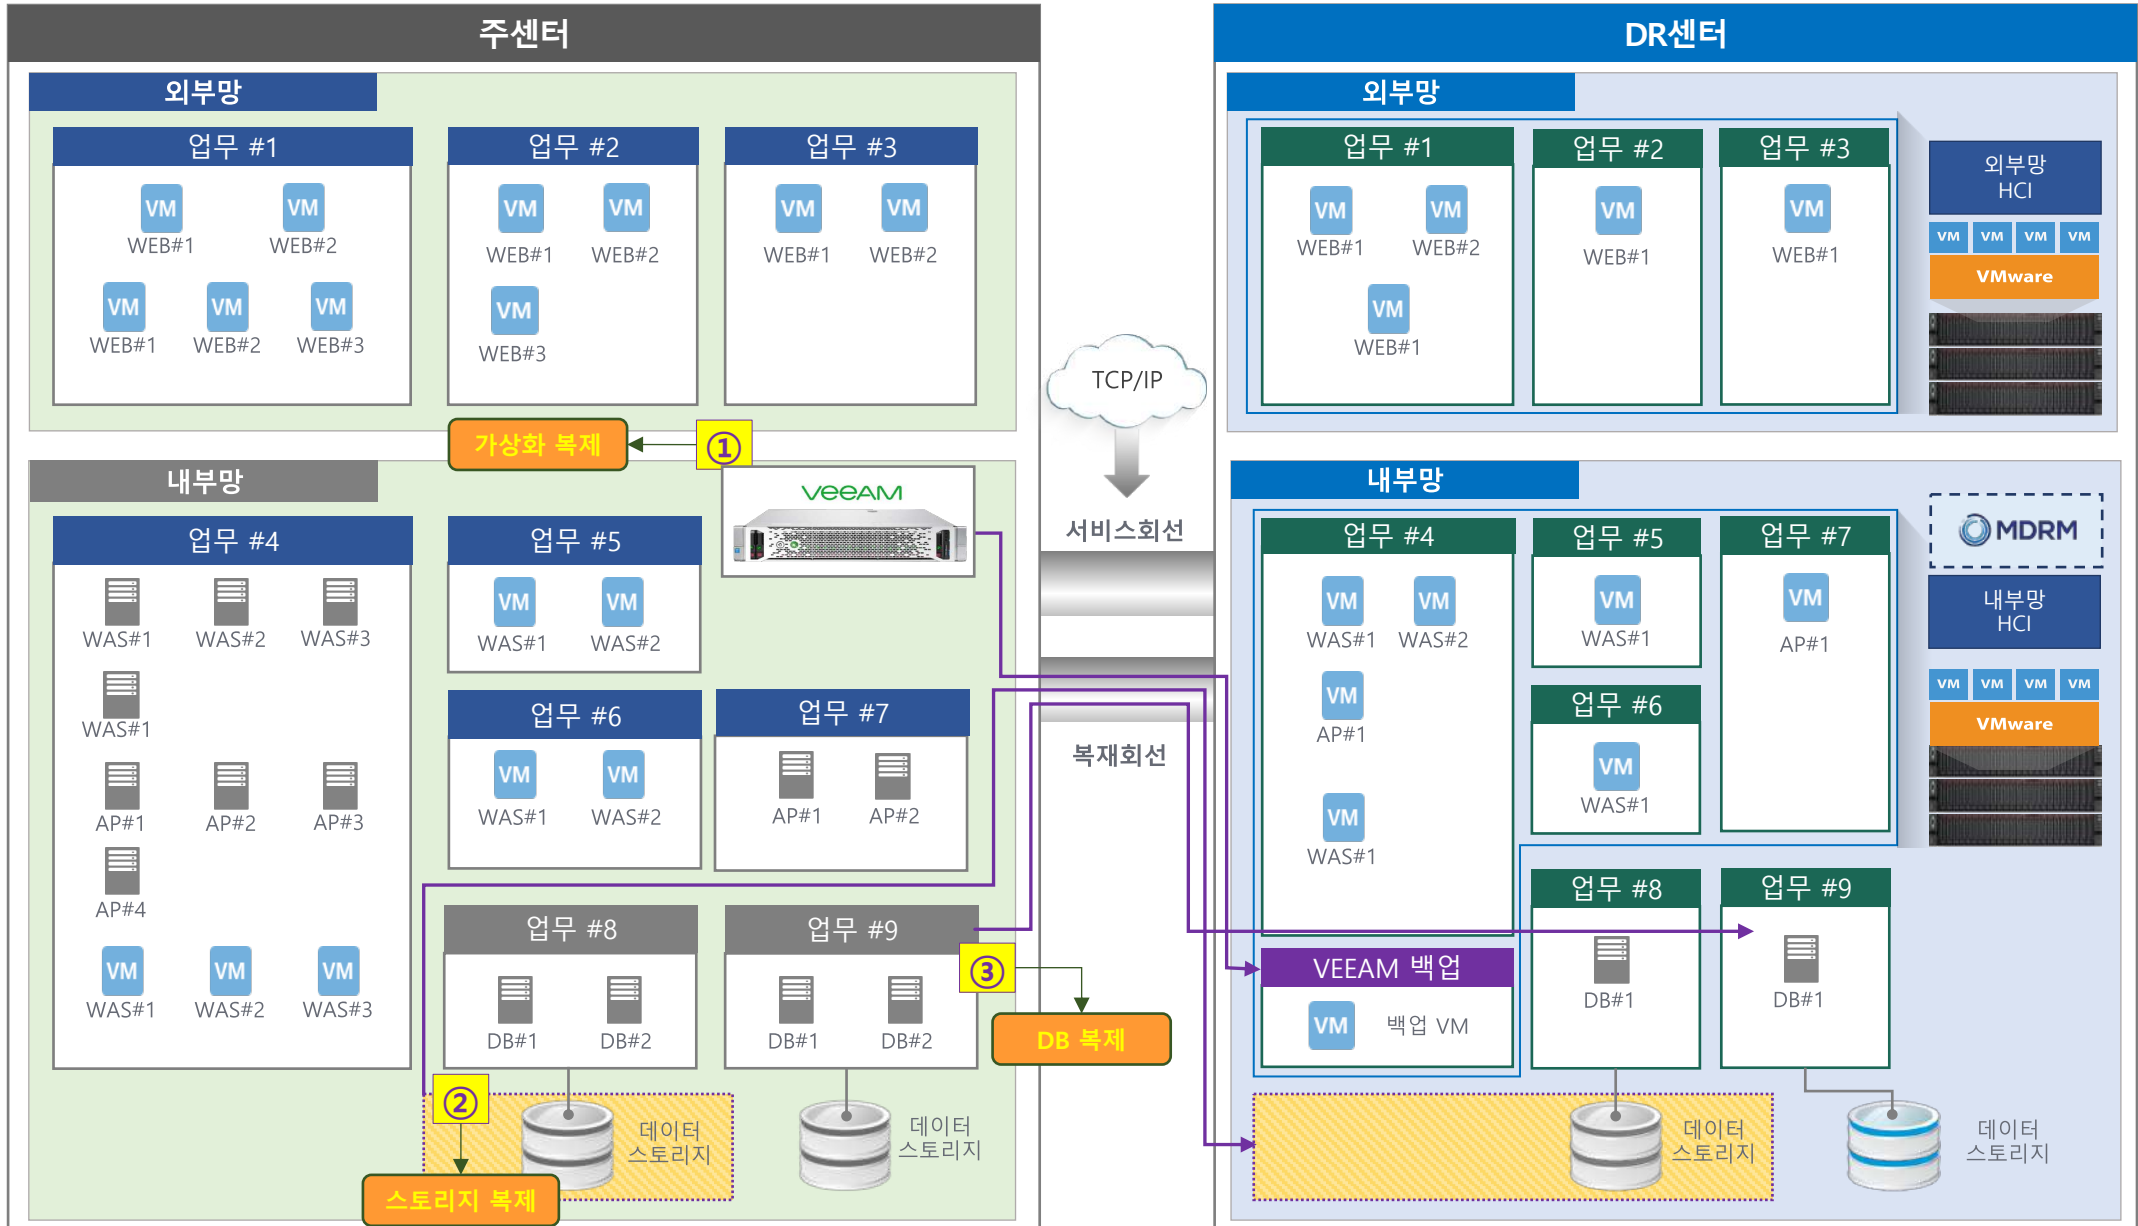 주센터
외부망
업무 #1
VM
VM
WEB#1
WEB#2
VM
VM
VM
WEB#1
WEB#2
WEB#3
업무 #2
VM
VM
WEB#1
WEB#2
VM
WEB#3
업무 #3
VM
VM
WEB#1
WEB#2
가상화 복제
①
내부망
veeAM
업무 #4
WAS#1
WAS#2
WAS#3
WAS#1
AP#1
AP#2
AP#3
AP#4
VM
VM
VM
WAS#1
WAS#2
WAS#3
업무 #5
VM
VM
WAS#1
WAS#2
업무 #6
VM
VM
WAS#1
WAS#2
업무 #7
AP#1
AP#2
업무 #8
DB#1
DB#2
업무 #9
DB#1
DB#2
③
DB 복제
②
데이터
스토리지
데이터
스토리지
스토리지 복제
TCP/IP
서비스회선
복재회선
DR센터
외부망
업무 #1
VM
VM
WEB#1
WEB#2
VM
WEB#1
업무 #2
VM
WEB#1
업무 #3
VM
WEB#1
외부망
HCI
VM
VM
VM
VM
VMware
내부망
업무 #4
VM
VM
WAS#1
WAS#2
VM
AP#1
VM
WAS#1
업무 #5
VM
WAS#1
업무 #6
VM
WAS#1
업무 #7
VM
AP#1
MDRM
내부망
HCI
VM
VM
VM
VM
VMware
VEEAM 백업
VM
백업 VM
업무 #8
DB#1
업무 #9
DB#1
데이터
스토리지
데이터
스토리지